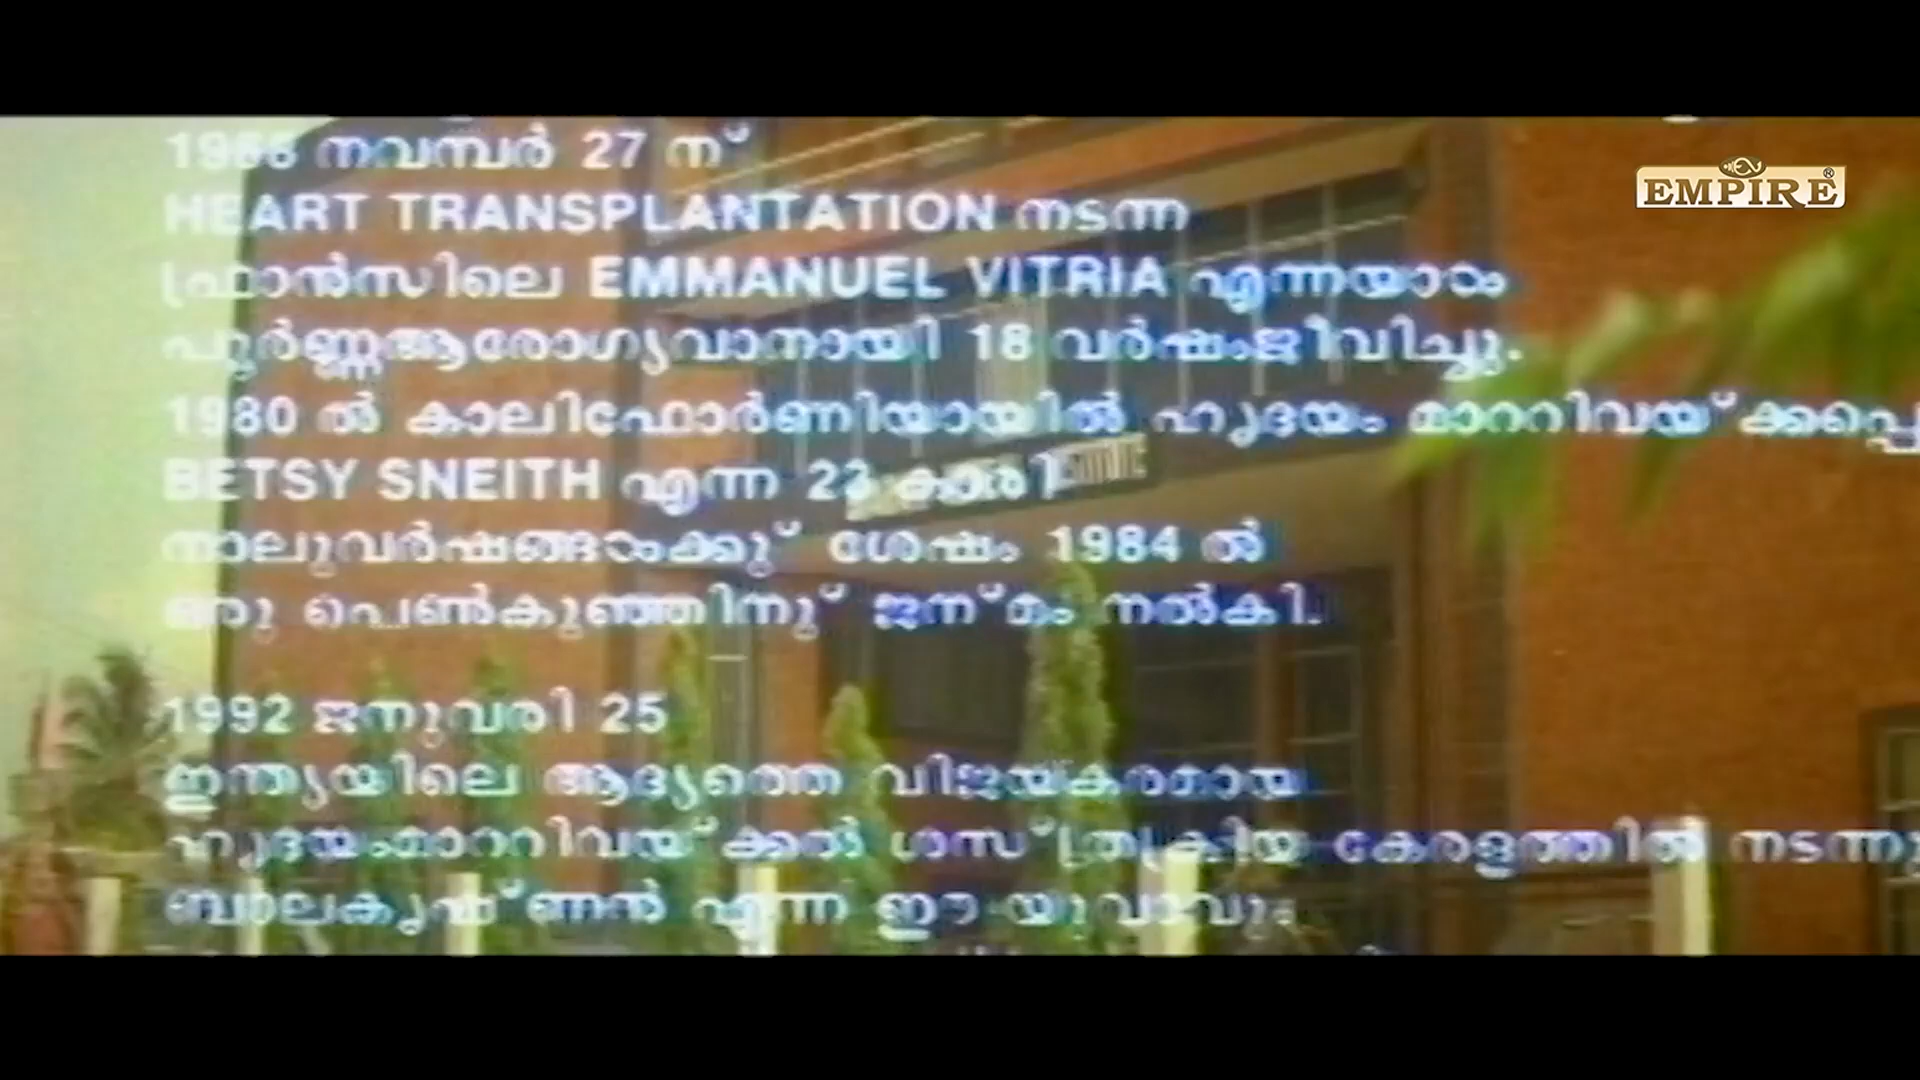 നവമ്പർ 27 ന്
HEART TRANSPLANTATION നടന്ന
ഫ്രാൻസിലെ EMMANUEL VITRIA എന്നയാൾ
പൂർണ്ണആരോഗ്യവാനായി 18 വർഷംജീവിച്ചു.
1980 ൽ കാലിഫോർണിയായിൽ ഹൃദയം മാററിവയ്ക്കപ്പെ
BETSY SNEITH എന്ന കാരി
നാലുവർഷങ്ങൾക്കു് ശേഷം 1984 ൽ
ഒരു പെൺകുഞ്ഞിനു് ജന്മം നൽകി.
1992 ജനുവരി 25
ഇന്ത്യയിലെ ആദ്യത്തെ വിജയകരമായ
ഹൃദയംമാററിവയ്ക്കൽ ശസ്ത്രക്രിയ കേരളത്തിൽ നടന്നു
ബാലകൃഷ്ണൻ എന്ന ഈ യുവാവും
EMPIRE